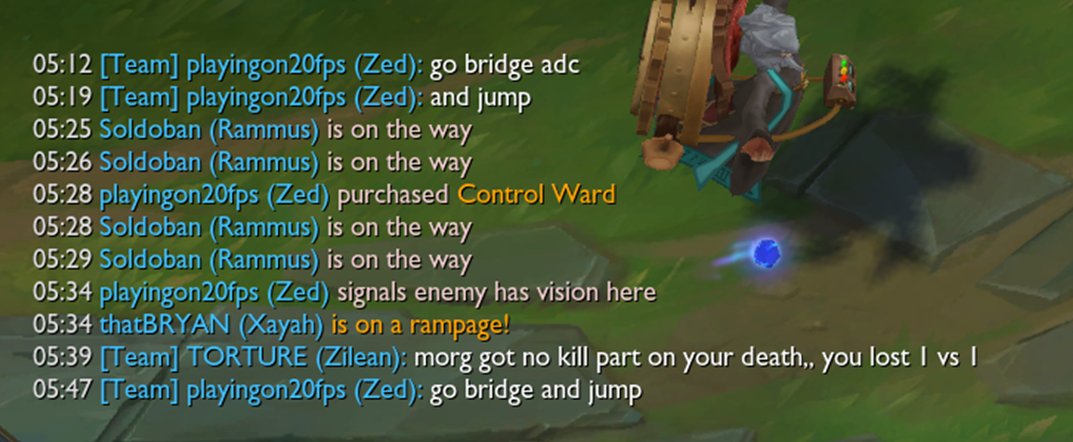 05:12 [Team] playingon20fps (Zed): go bridge adc
05:19 [Team] playingon20fps (Zed): and jump
05:25 Soldoban (Rammus) is on the way
05:26 Soldoban (Rammus) is on the way
05:28 playingon20fps (Zed) purchased Control Ward
05:28 Soldoban (Rammus) is on the way
05:29 Soldoban (Rammus) is on the way
05:34 playingon20fps (Zed) signals enemy has vision here
05:34 thatBRYAN (Xayah) is on a rampage!
05:39 [Team] TORTURE (Zilean): morg got no kill part on your death,, you lost 1 vs 1
05:47 [Team] playingon20fps (Zed): go bridge and jump